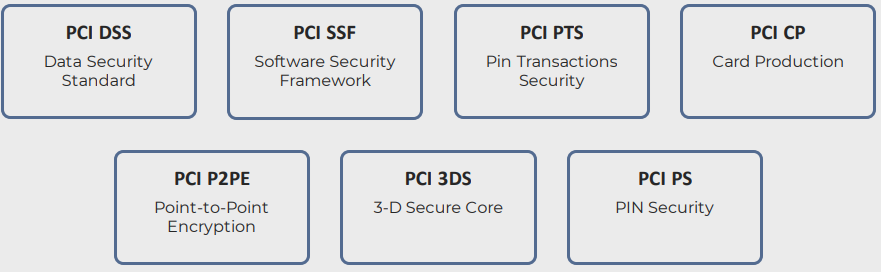 PCI DSS
Data Security
Standard
PCI SSF
Software Security
Framework
PCI PTS
Pin Transactions
Security
PCI CP
Card Production
PCI P2PE
Point-to-Point
Encryption
PCI 3DS
3-D Secure Core
PCI PS
PIN Security